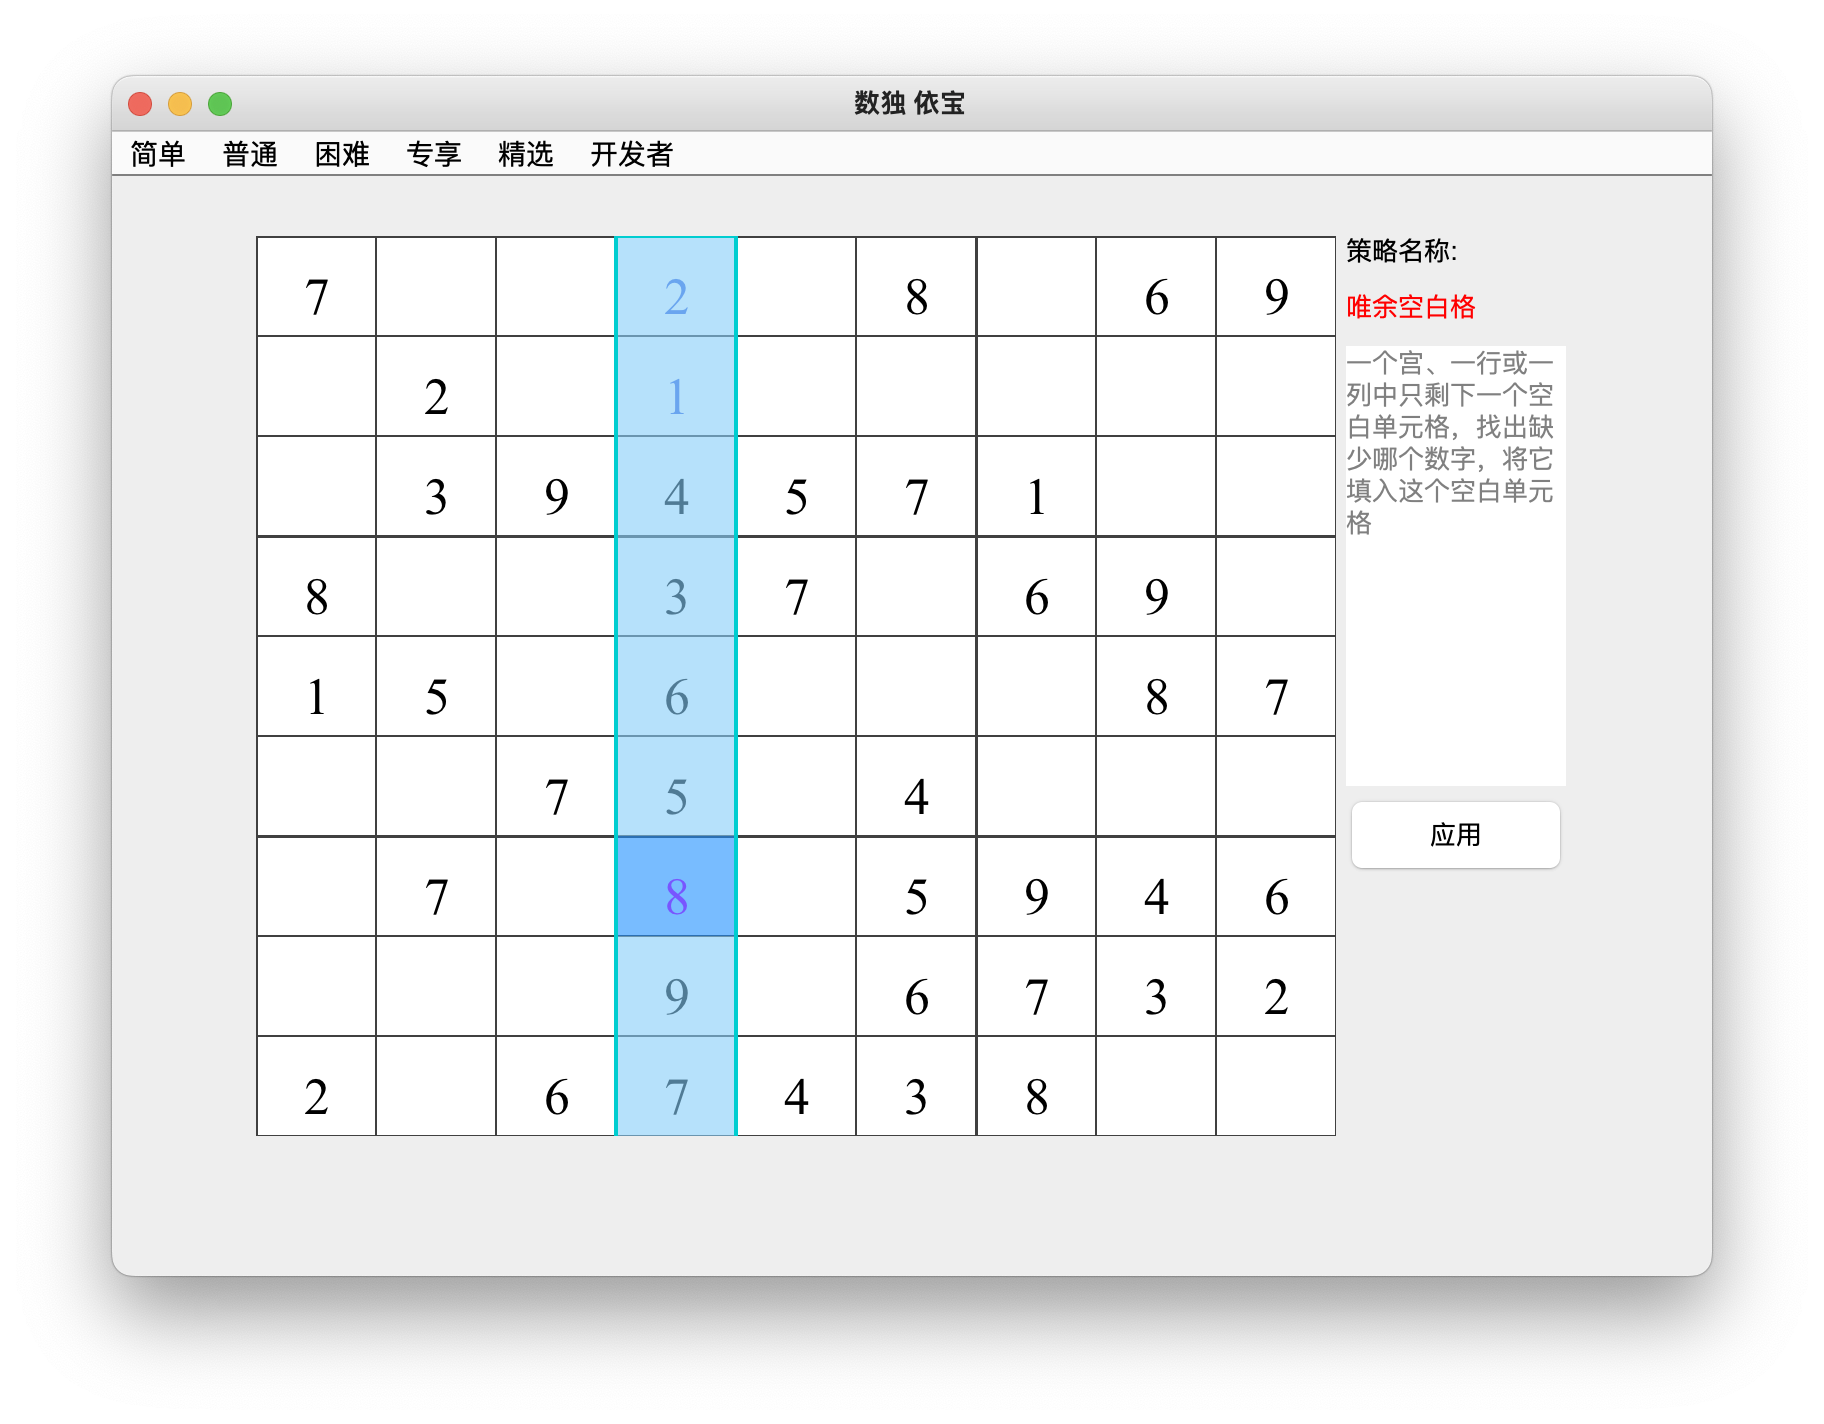 数独 依宝
简单 普通 困难 专享 精选 开发者
7 2 8 6 9
2 1
3 9 4 5 7 1
8 3 7 6 9
1 5 6 8 7
7 5 4
7 8 5 9 4 6
9 6 7 3 2
2 6 7 4 3 8
策略名称:
唯余空白格
一个宫、一行或一
列中只剩下一个空
白单元格，找出缺
少哪个数字，将它
填入这个空白单元
格
应用